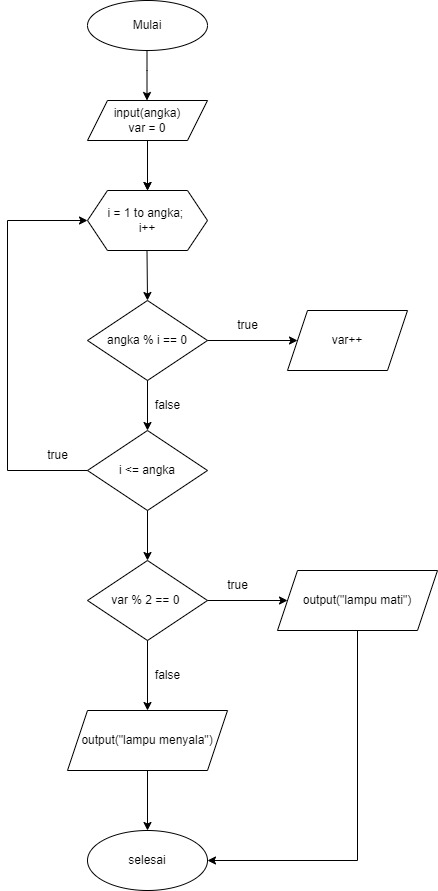 Mulai
input(angka)
var = 0
i = 1 to angka;
i++
angka % i == 0
true
var++
false
true
i <= angka
var % 2 == 0
true
output("lampu mati")
false
output("lampu menyala")
selesai